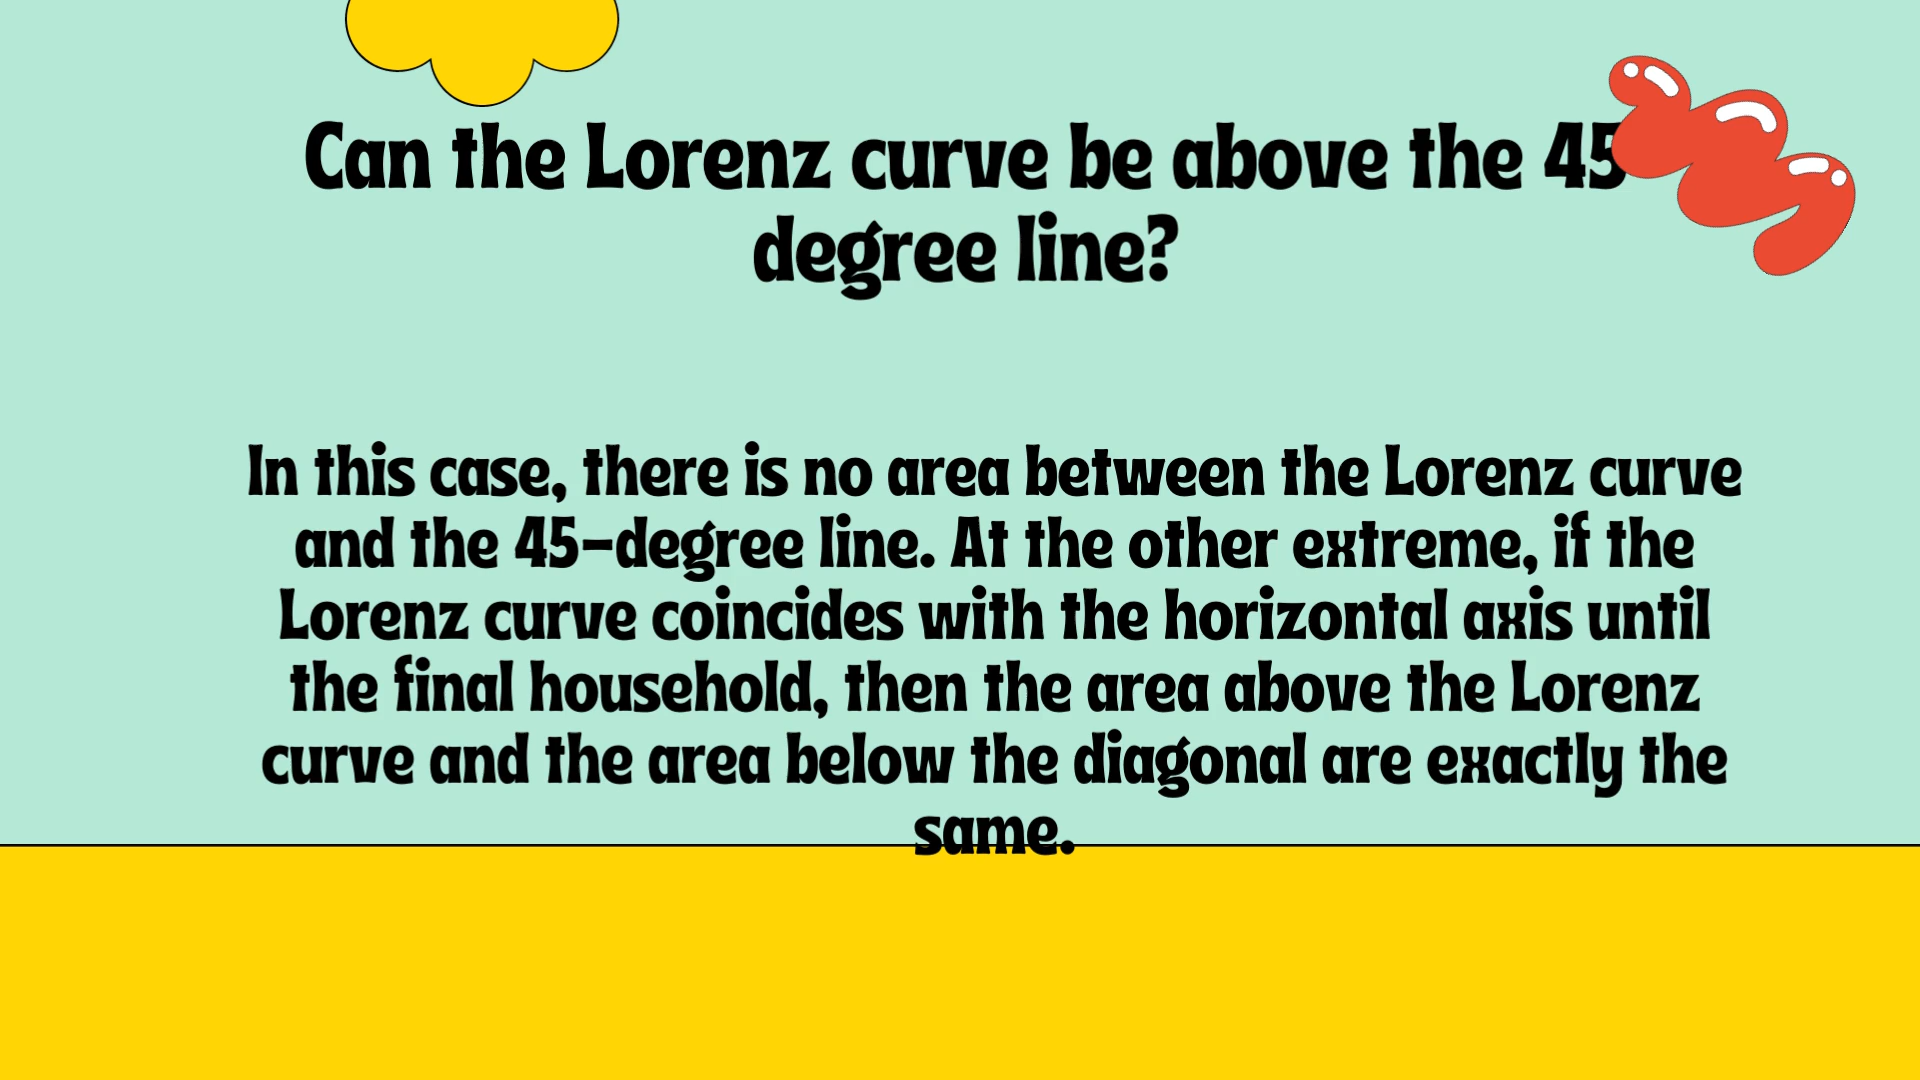 Can the Lorenz curve be above the 45
degree line?
In this case, there is no area between the Lorenz curve
and the 45-degree line. At the other extreme, if the
Lorenz curve coincides with the horizontal axis until
the final household, then the area above the Lorenz
curve and the area below the diagonal are exactly the
same.